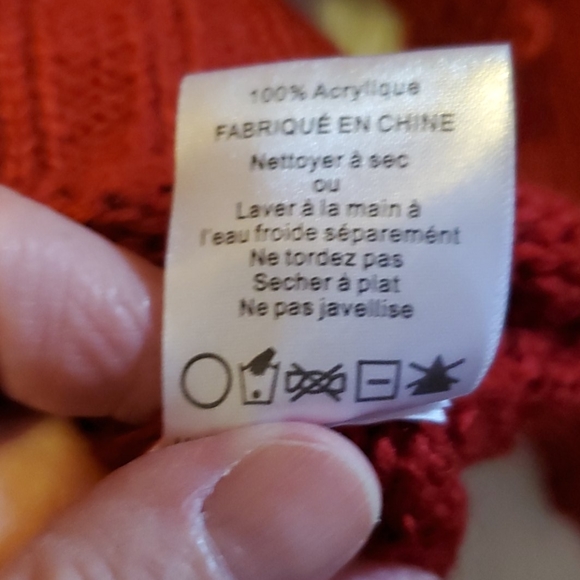 100% Acrylique
FABRIQUÉ EN CHINE
Nettoyer à sec
ou
Laver à la main à
l'eau froide séparemént
Ne tordez pas
Secher à plat
Ne pas javellise